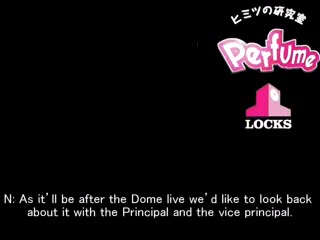 ヒミツの研究室
Perfume
LOCKS
N: As it'll be after the Dome live we'd like to look back
about it with the Principal and the vice principal.